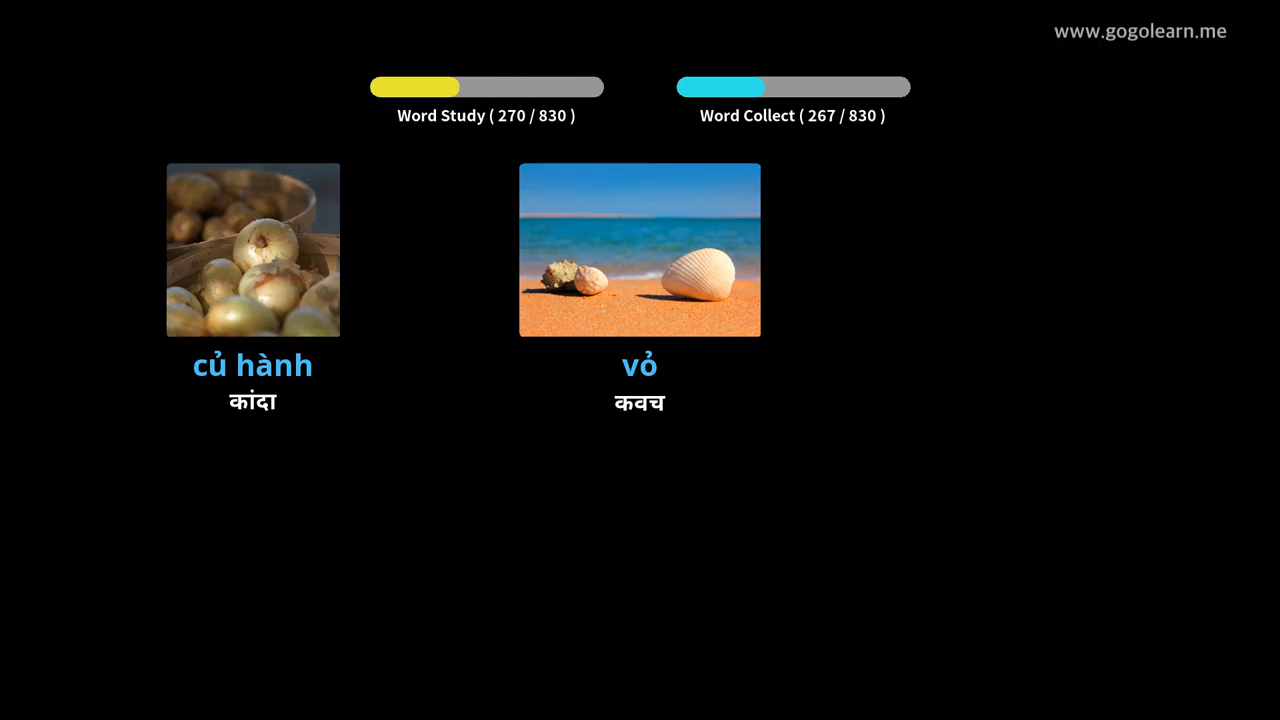 www.gogolearn.me
Word Study ( 270 / 830 )
Word Collect ( 267 / 830 )
củ hành
कांदा
vỏ
कवच